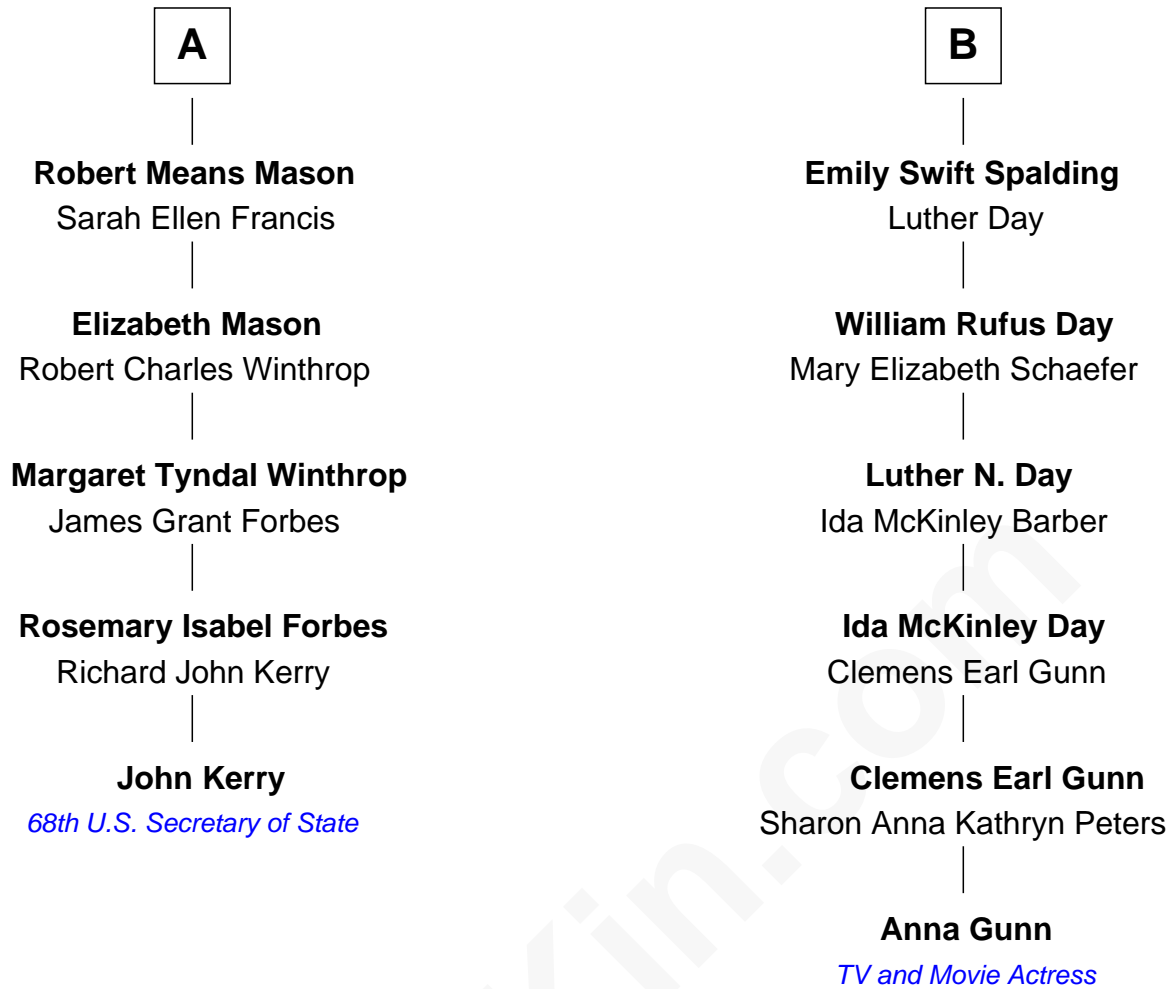 A
Robert Means Mason
Sarah Ellen Francis
Elizabeth Mason
Robert Charles Winthrop
Margaret Tyndal Winthrop
James Grant Forbes
Rosemary Isabel Forbes
Richard John Kerry
John Kerry
68th U.S. Secretary of State
B
Emily Swift Spalding
Luther Day
William Rufus Day
Mary Elizabeth Schaefer
Luther N. Day
Ida McKinley Barber
Ida McKinley Day
Clemens Earl Gunn
Clemens Earl Gunn
Sharon Anna Kathryn Peters
Anna Gunn
TV and Movie Actress
Kin.com